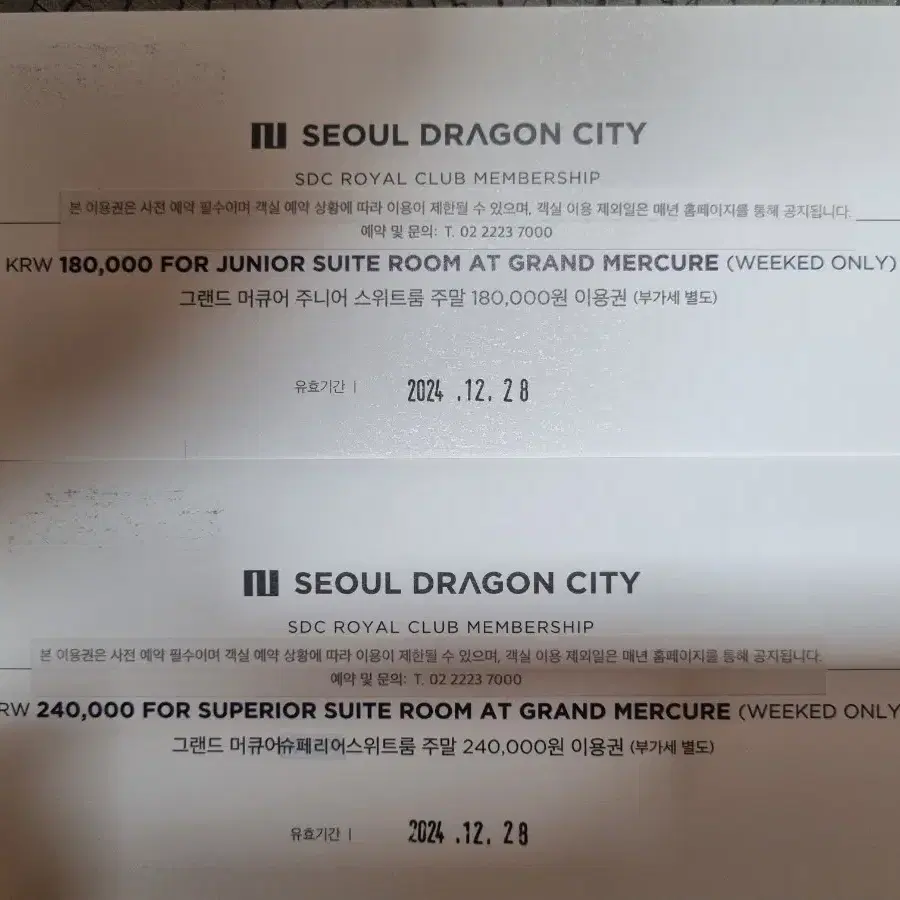 SEOUL DRAGON CITY
SDC ROYAL CLUB MEMBERSHIP
본 이용권은 사전 예약 필수이며 객실 예약 상황에 따라 이용이 제한될 수 있으며, 객실 이용 제외일은 매년 홈페이지를 통해 공지됩니다.
예약 및 문의: T. 02 2223 7000
KRW 180,000 FOR JUNIOR SUITE ROOM AT GRAND MERCURE (WEEKED ONLY)
그랜드 머큐어 주니어 스위트룸 주말 180,000원 이용권 (부가세 별도)
유효기간 | 2024 .12. 28
SEOUL DRAGON CITY
SDC ROYAL CLUB MEMBERSHIP
본 이용권은 사전 예약 필수이며 객실 예약 상황에 따라 이용이 제한될 수 있으며, 객실 이용 제외일은 매년 홈페이지를 통해 공지됩니다.
예약 및 문의: T. 02 2223 7000
RW 240,000 FOR SUPERIOR SUITE ROOM AT GRAND MERCURE (WEEKED ONLY
그랜드 머큐어슈페리어스위트룸 주말 240,000원 이용권 (부가세 별도)
유효기간 | 2024 .12. 28